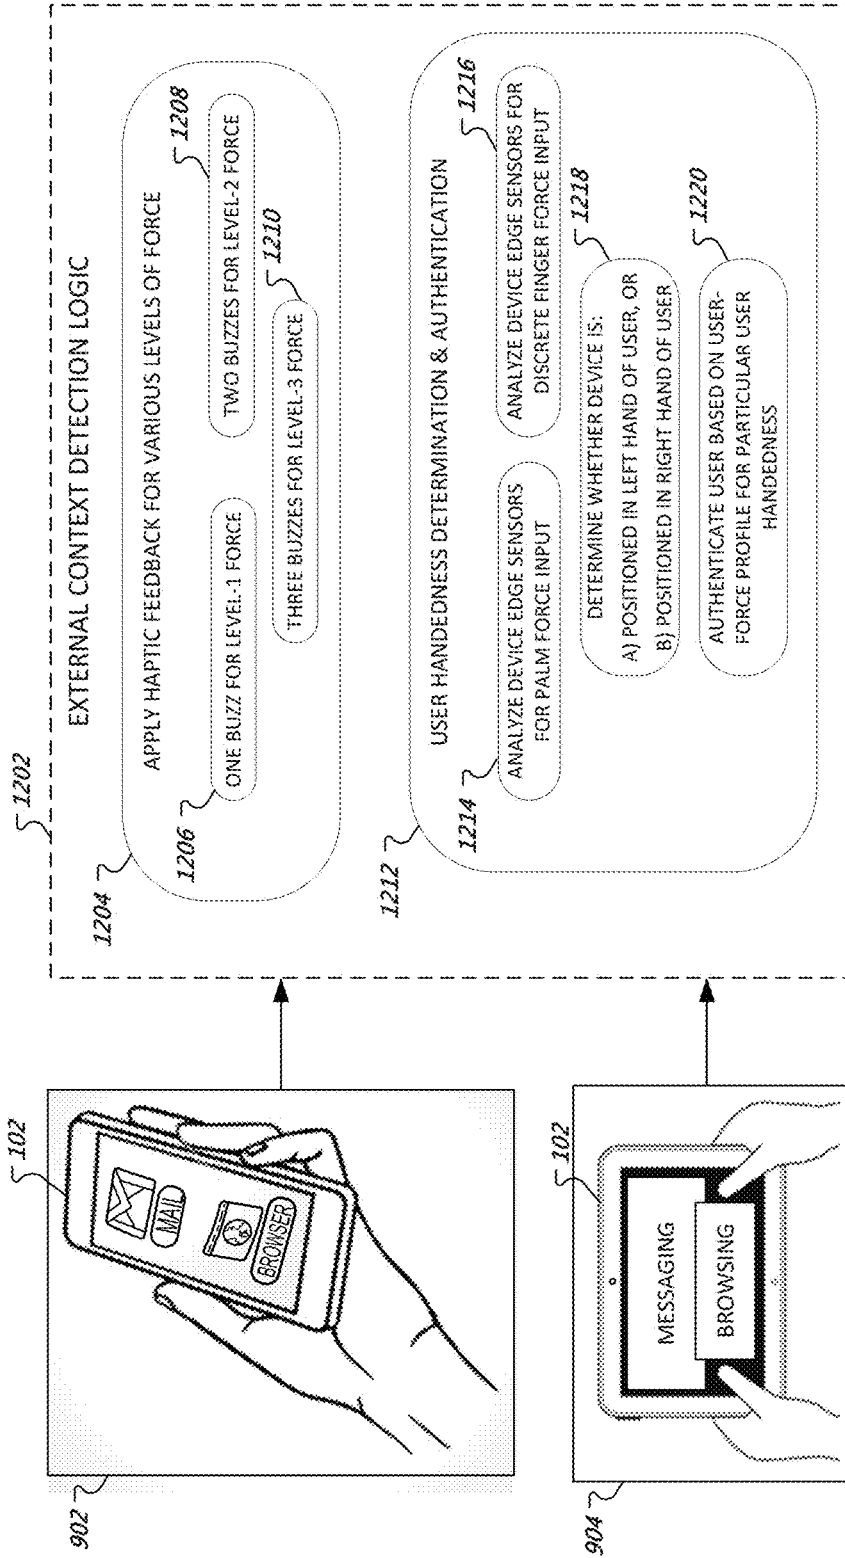 1202
EXTERNAL CONTEXT DETECTION LOGIC
1204
APPLY HAPTIC FEEDBACK FOR VARIOUS LEVELS OF FORCE
1206
ONE BUZZ FOR LEVEL-1 FORCE
1208
TWO BUZZES FOR LEVEL-2 FORCE
1210
THREE BUZZES FOR LEVEL-3 FORCE
1212
USER HANDEDNESS DETERMINATION & AUTHENTICATION
1214
ANALYZE DEVICE EDGE SENSORS
FOR PALM FORCE INPUT
1216
ANALYZE DEVICE EDGE SENSORS FOR
DISCRETE FINGER FORCE INPUT
1218
DETERMINE WHETHER DEVICE IS:
A) POSITIONED IN LEFT HAND OF USER, OR
B) POSITIONED IN RIGHT HAND OF USER
1220
AUTHENTICATE USER BASED ON USER-
FORCE PROFILE FOR PARTICULAR USER
HANDEDNESS
902
102
MAIL
BROWSER
904
102
MESSAGING
BROWSING